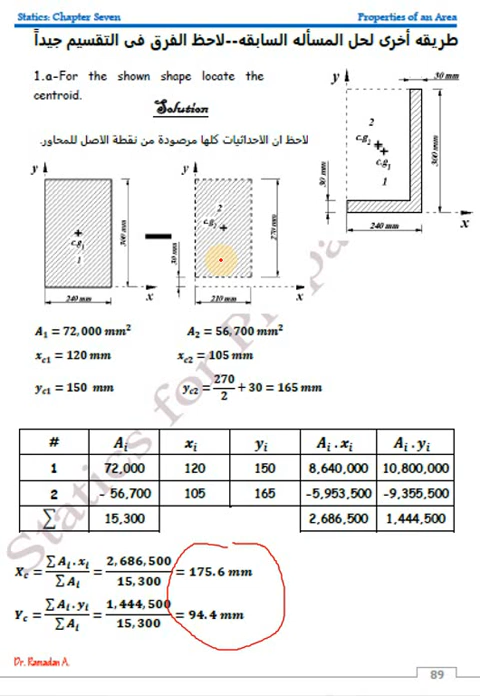 Statics: Chapter Seven Properties of an Area
طريقه أخرى لحل المسأله السابقه--لاحظ الفرق فى التقسيم جيداً
1.a-For the shown shape locate the
centroid.
Solution
لاحظ ان الاحداثيات كلها مرصودة من نقطة الاصل للمحاور.
y
30 mm
2
c.g2
c.g1
1
30 mm
300 mm
240 mm
x
y
c.g1
1
300 mm
240 mm
x
y
2
c.g2
270 mm
30 mm
210 mm
x
A1 = 72,000 mm² A2 = 56,700 mm²
xc1 = 120 mm xc2 = 105 mm
yc1 = 150 mm yc2 = 270/2 + 30 = 165 mm
# Ai xi yi Ai.xi Ai.yi
1 72,000 120 150 8,640,000 10,800,000
2 - 56,700 105 165 -5,953,500 -9,355,500
∑ 15,300 2,686,500 1,444,500
Xc = ∑Ai.xi / ∑Ai = 2,686,500 / 15,300 = 175.6 mm
Yc = ∑Ai.yi / ∑Ai = 1,444,500 / 15,300 = 94.4 mm
Dr. Ramadan A.
89